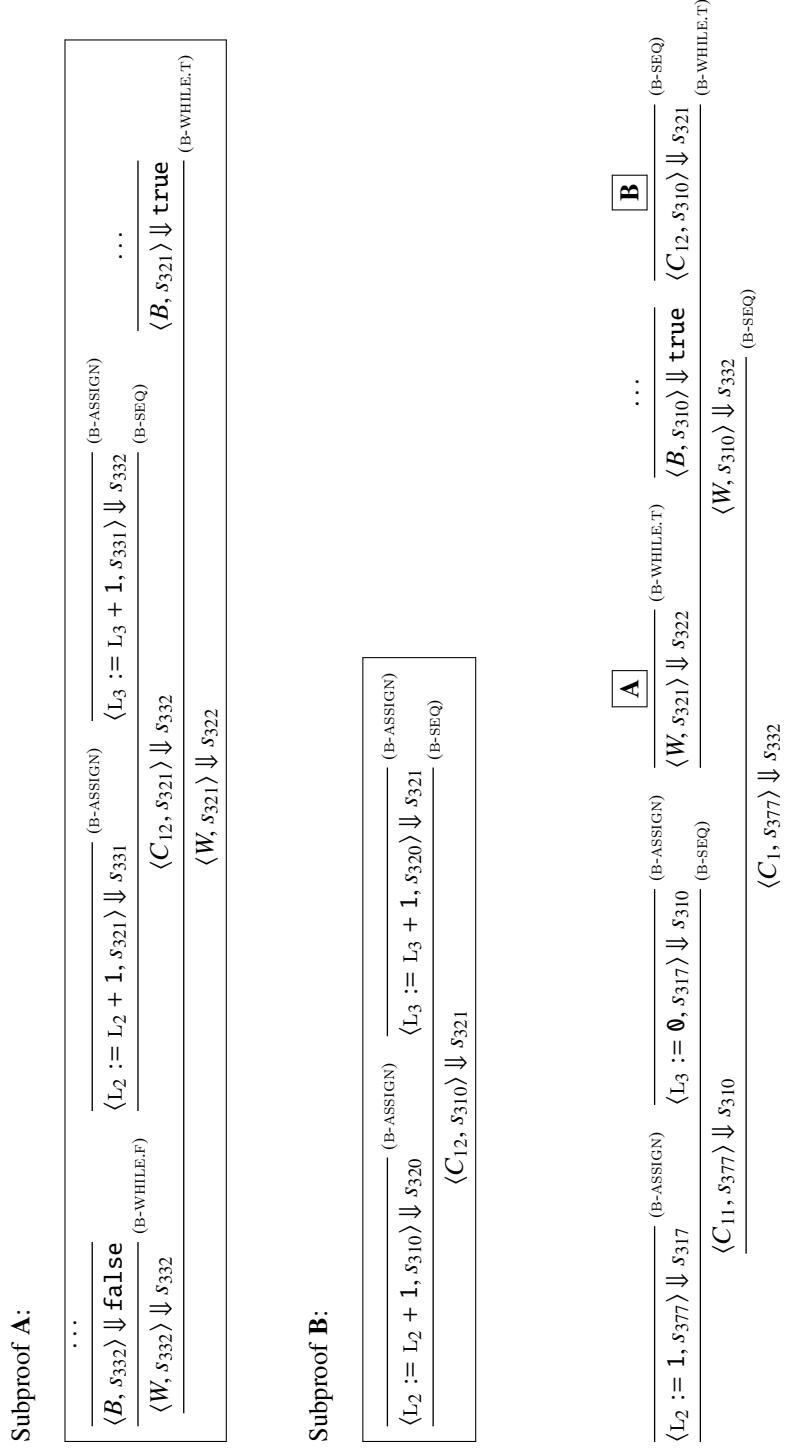 Subproof A:
...
⟨B, s₃₃₂⟩ ⇓ false
(B-WHILE.F)
⟨W, s₃₃₂⟩ ⇓ s₃₃₂
⟨L₂ := L₂ + 1, s₃₂₁⟩ ⇓ s₃₃₁
(B-ASSIGN)
⟨L₃ := L₃ + 1, s₃₃₁⟩ ⇓ s₃₃₂
(B-ASSIGN)
(B-SEQ)
⟨C₁₂, s₃₂₁⟩ ⇓ s₃₃₂
...
⟨B, s₃₂₁⟩ ⇓ true
(B-WHILE.T)
⟨W, s₃₂₁⟩ ⇓ s₃₂₂
Subproof B:
⟨L₂ := L₂ + 1, s₃₁₀⟩ ⇓ s₃₂₀
(B-ASSIGN)
⟨L₃ := L₃ + 1, s₃₂₀⟩ ⇓ s₃₂₁
(B-ASSIGN)
(B-SEQ)
⟨C₁₂, s₃₁₀⟩ ⇓ s₃₂₁
⟨L₂ := 1, s₃₇₇⟩ ⇓ s₃₁₇
(B-ASSIGN)
⟨L₃ := 0, s₃₁₇⟩ ⇓ s₃₁₀
(B-ASSIGN)
(B-SEQ)
⟨C₁₁, s₃₇₇⟩ ⇓ s₃₁₀
A
(B-WHILE.T)
⟨W, s₃₂₁⟩ ⇓ s₃₂₂
...
⟨B, s₃₁₀⟩ ⇓ true
B
(B-SEQ)
⟨C₁₂, s₃₁₀⟩ ⇓ s₃₂₁
(B-WHILE.T)
⟨W, s₃₁₀⟩ ⇓ s₃₃₂
(B-SEQ)
⟨C₁, s₃₇₇⟩ ⇓ s₃₃₂